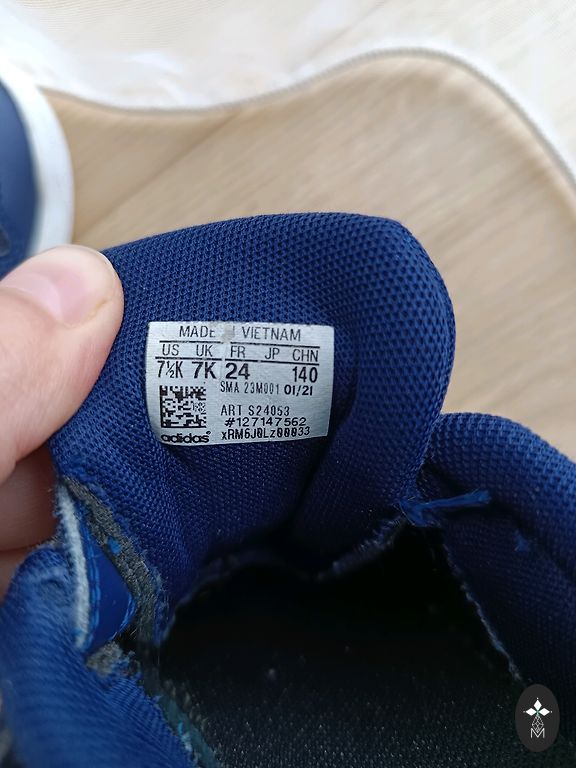 MADE VIETNAM
US UK FR JP CHN
7½K 7K 24 140
SMA 23M001 01/21
ART S24053
#127147562
adidas® xRM6J0Lz00033
M